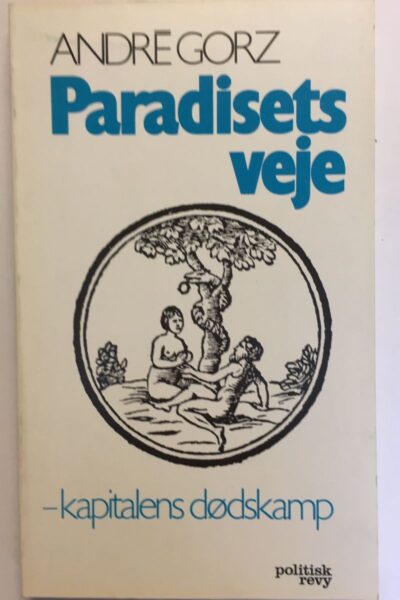 ANDRÉ GORZ
Paradisets
veje
–kapitalens dødskamp
politisk
revy